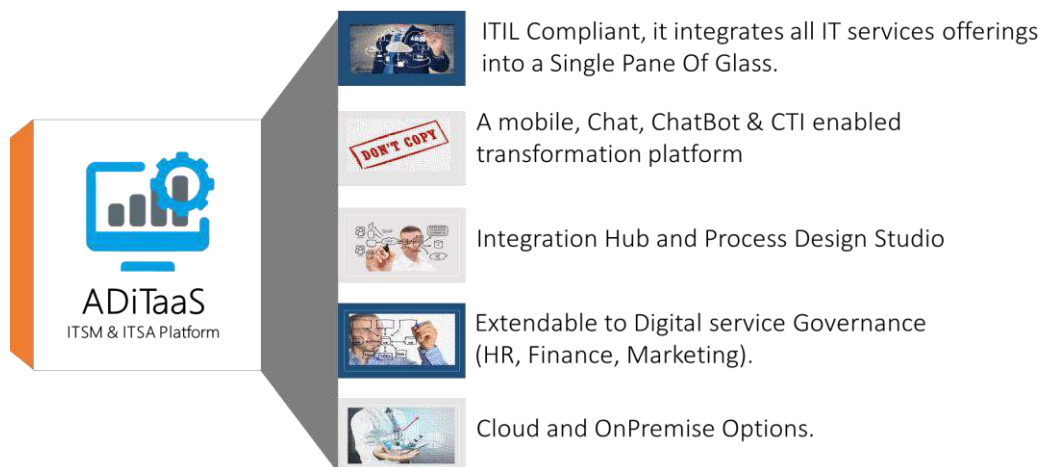 ADiTaaS
ITSM & ITSA Platform
ITIL Compliant, it integrates all IT services offerings
into a Single Pane Of Glass.
DON'T COPY
A mobile, Chat, ChatBot & CTI enabled
transformation platform
Integration Hub and Process Design Studio
Extendable to Digital service Governance
(HR, Finance, Marketing).
Cloud and OnPremise Options.